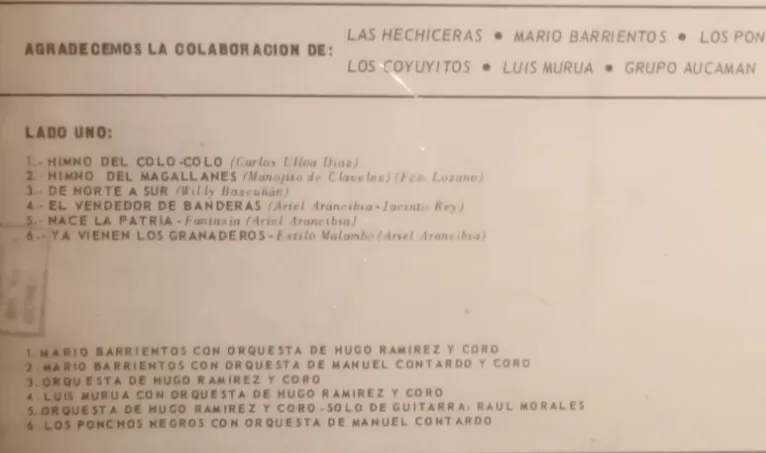 AGRADECEMOS LA COLABORACION DE:
LAS HECHICERAS • MARIO BARRIENTOS • LOS PON
LOS COYUYITOS • LUIS MURUA • GRUPO AUCAMAN
LADO UNO:
1.- HIMNO DEL COLO-COLO (Carlos Ulloa Díaz)
2.- HIMNO DEL MAGALLANES (Manojito de Claveles) (Fco. Lozano)
3.- DE NORTE A SUR (Willy Bascuñán)
4.- EL VENDEDOR DE BANDERAS (Ariel Arancibia-Jacinto Rey)
5.- NACE LA PATRIA - Fantasía (Ariel Arancibia)
6.- YA VIENEN LOS GRANADEROS - Estilo Malambo (Ariel Arancibia)
1. MARIO BARRIENTOS CON ORQUESTA DE HUGO RAMIREZ Y CORO
2. MARIO BARRIENTOS CON ORQUESTA DE MANUEL CONTARDO Y CORO
3. ORQUESTA DE HUGO RAMIREZ Y CORO
4. LUIS MURUA CON ORQUESTA DE HUGO RAMIREZ Y CORO
5. ORQUESTA DE HUGO RAMIREZ Y CORO - SOLO DE GUITARRA: RAUL MORALES
6. LOS PONCHOS NEGROS CON ORQUESTA DE MANUEL CONTARDO